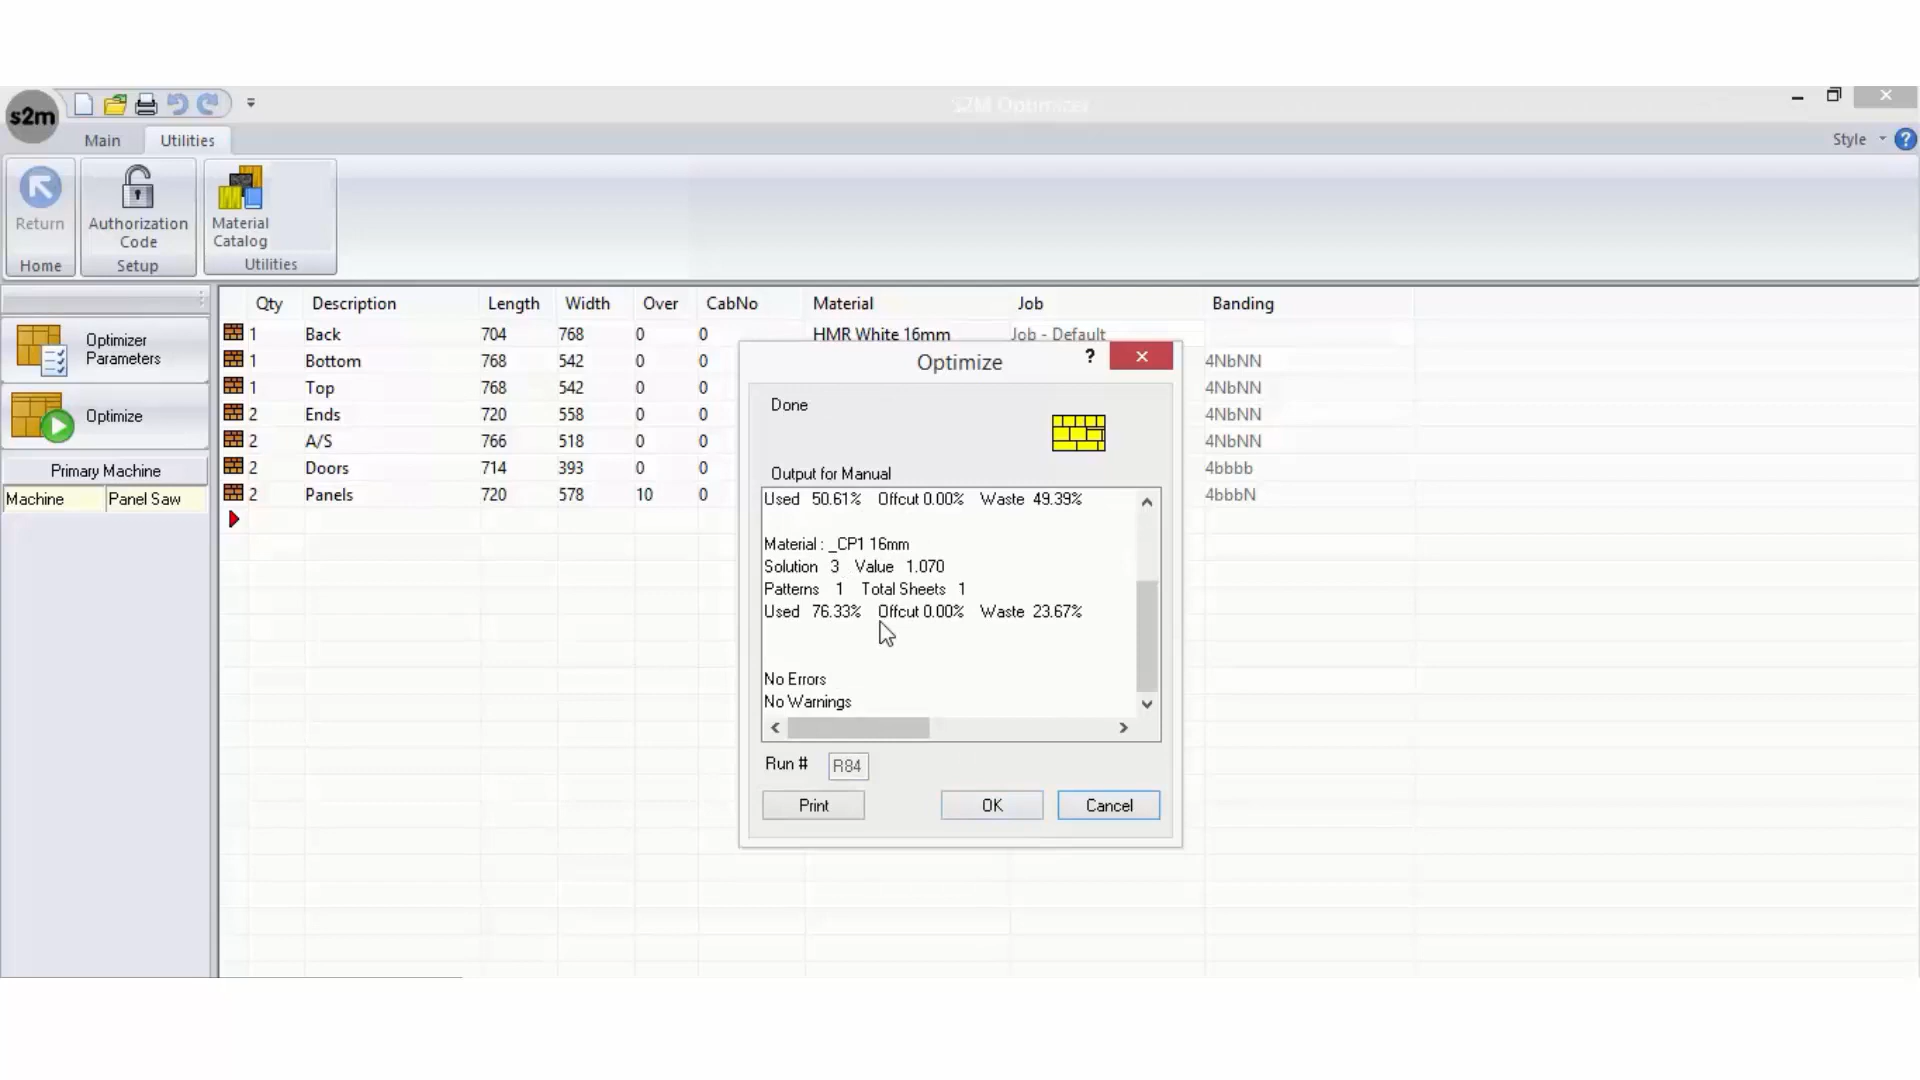 s2m
S2M Optimizer
Main
Utilities
Style
Return
Home
Authorization
Code
Setup
Material
Catalog
Utilities
Optimizer
Parameters
Optimize
Primary Machine
Machine Panel Saw
Qty Description Length Width Over CabNo Material Job Banding
1 Back 704 768 0 0 HMR White 16mm Job - Default
1 Bottom 768 542 0 0 4NbNN
1 Top 768 542 0 0 4NbNN
2 Ends 720 558 0 0 4NbNN
2 A/S 766 518 0 0 4NbNN
2 Doors 714 393 0 0 4bbbb
2 Panels 720 578 10 0 4bbbN
Optimize
?
Done
Output for Manual
Used 50.61% Offcut 0.00% Waste 49.39%
Material : _CP1 16mm
Solution 3 Value 1.070
Patterns 1 Total Sheets 1
Used 76.33% Offcut 0.00% Waste 23.67%
No Errors
No Warnings
Run # R84
Print OK Cancel